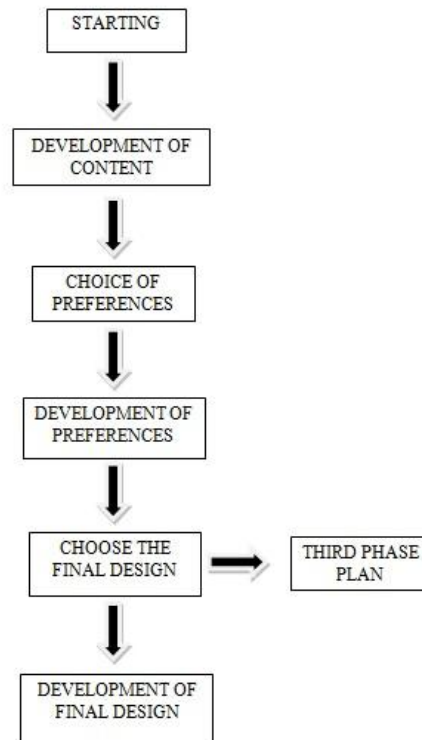 STARTING
DEVELOPMENT OF
CONTENT
CHOICE OF
PREFERENCES
DEVELOPMENT OF
PREFERENCES
CHOOSE THE
FINAL DESIGN
THIRD PHASE
PLAN
DEVELOPMENT OF
FINAL DESIGN